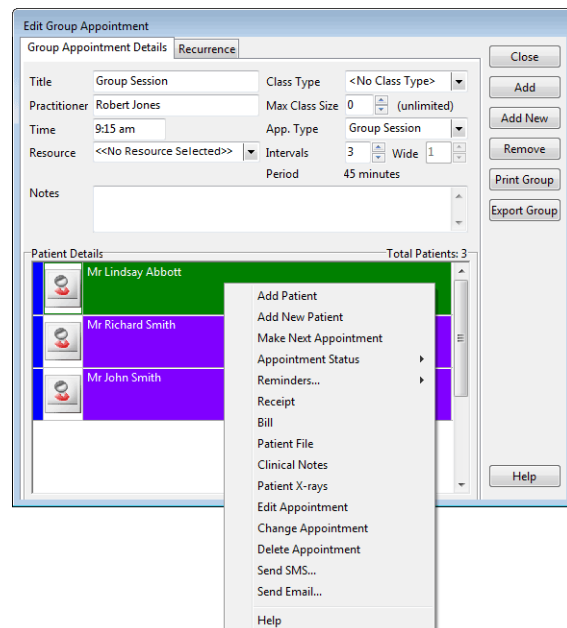 Edit Group Appointment
Group Appointment Details Recurrence
Close
Title Group Session Class Type <No Class Type>
Add
Practitioner Robert Jones Max Class Size 0 (unlimited)
Add New
Time 9:15 am App. Type Group Session
Resource <<No Resource Selected>> Intervals 3 Wide 1
Remove
Period 45 minutes
Print Group
Notes
Export Group
Patient Details Total Patients: 3
Mr Lindsay Abbott
Mr Richard Smith
Mr John Smith
Add Patient
Add New Patient
Make Next Appointment
Appointment Status
Reminders...
Receipt
Bill
Patient File
Clinical Notes
Patient X-rays
Edit Appointment
Change Appointment
Delete Appointment
Send SMS...
Send Email...
Help
Help